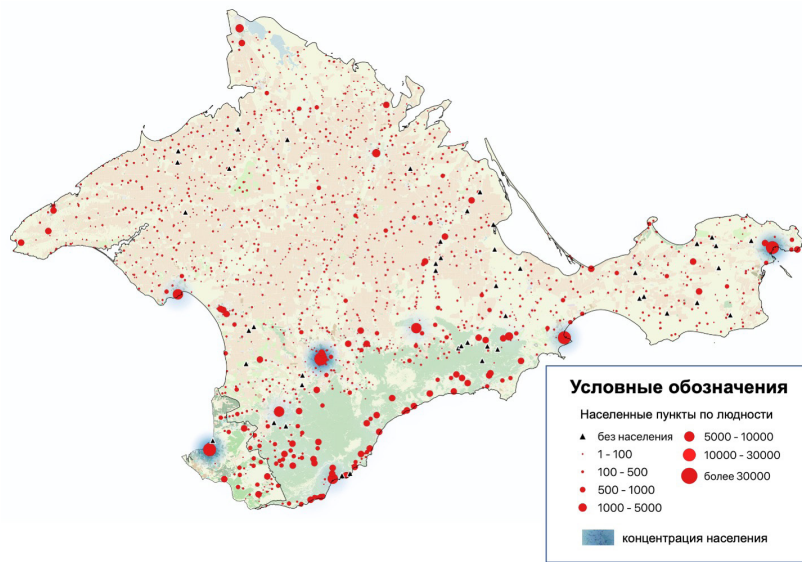 Условные обозначения
Населенные пункты по людности
без населения
1 - 100
100 - 500
500 - 1000
1000 - 5000
5000 - 10000
10000 - 30000
более 30000
концентрация населения